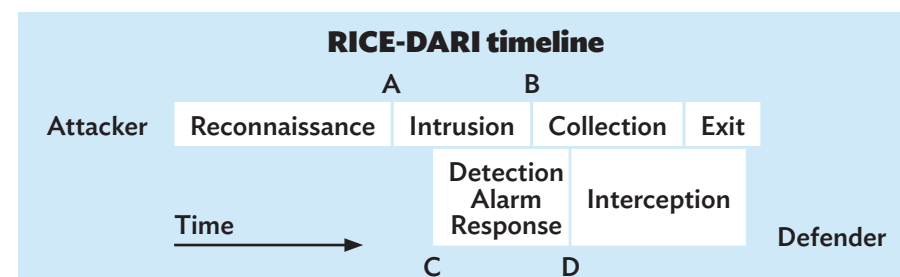 RICE-DARI timeline
A B
Attacker Reconnaissance Intrusion Collection Exit
Detection
Alarm
Response
Interception
Time
Defender
C D